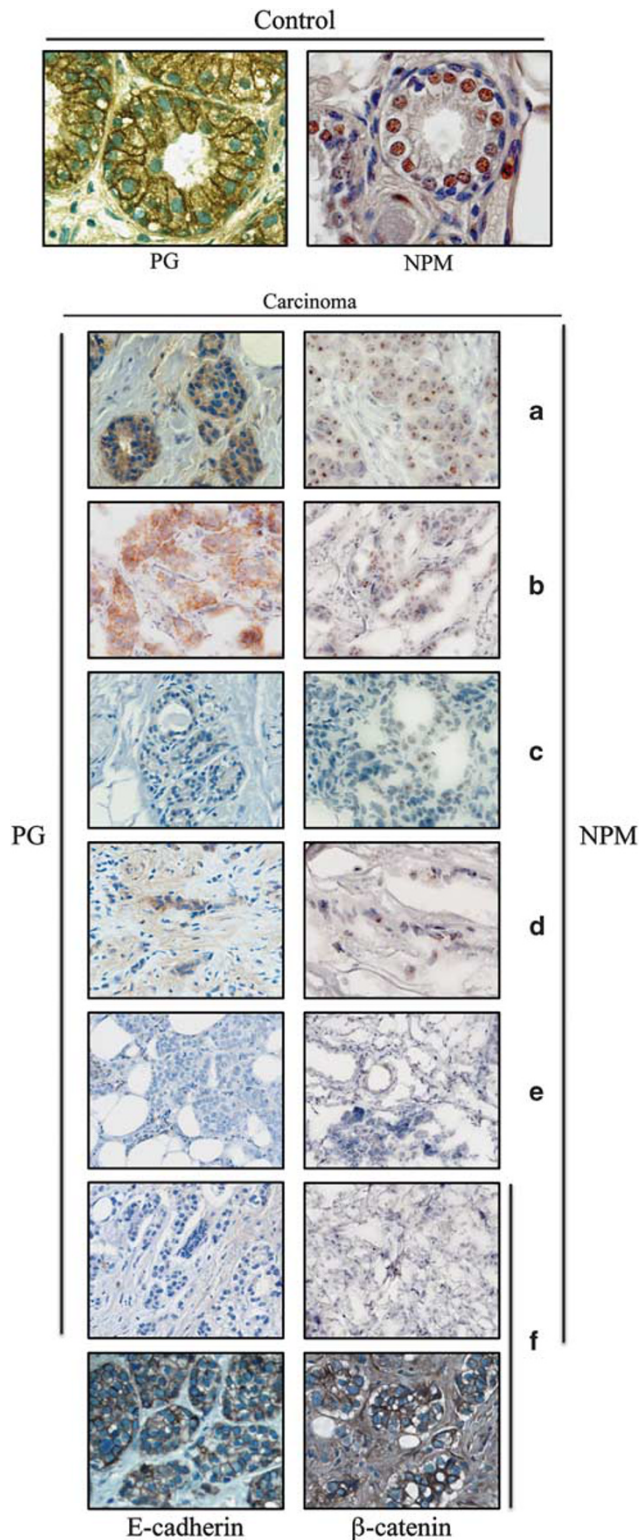 Control
PG
NPM
Carcinoma
a
b
c
PG
NPM
d
e
f
E-cadherin
β-catenin